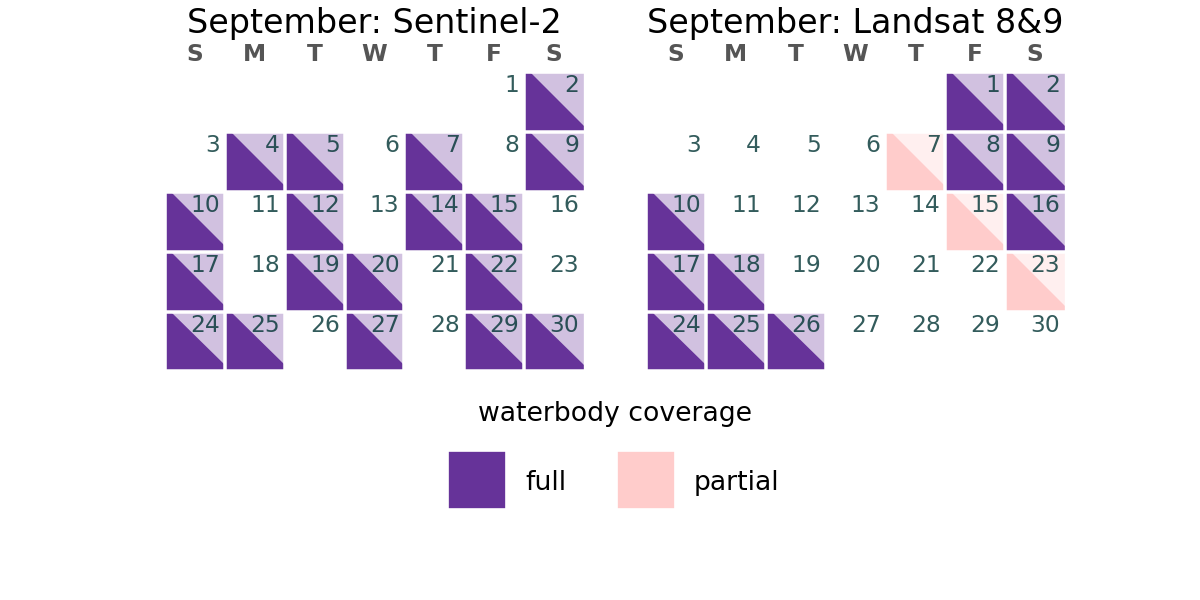 September: Sentinel-2
S M T W T F S
1 2
3 4 5 6 7 8 9
10 11 12 13 14 15 16
17 18 19 20 21 22 23
24 25 26 27 28 29 30
September: Landsat 8&9
S M T W T F S
1 2
3 4 5 6 7 8 9
10 11 12 13 14 15 16
17 18 19 20 21 22 23
24 25 26 27 28 29 30
waterbody coverage
full partial